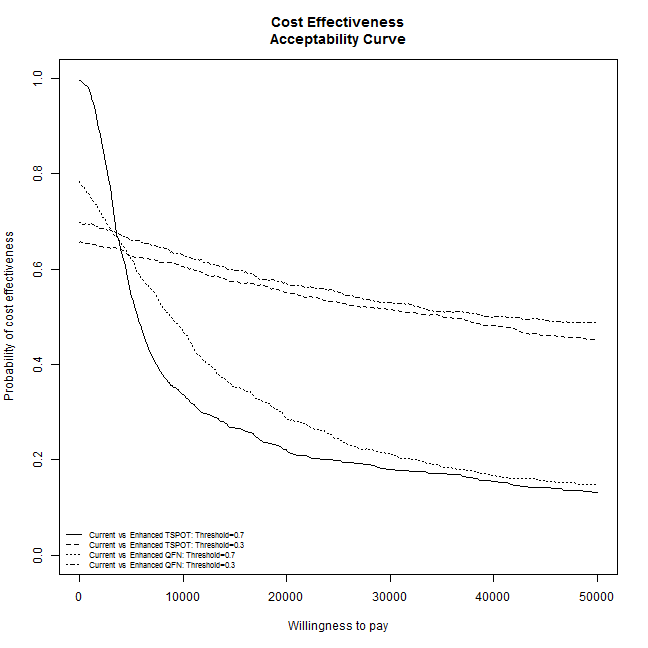 Cost Effectiveness
Acceptability Curve
Probability of cost effectiveness
1.0
0.8
0.6
0.4
0.2
0.0
Current vs Enhanced TSPOT: Threshold=0.7
Current vs Enhanced TSPOT: Threshold=0.3
Current vs Enhanced QFN: Threshold=0.7
Current vs Enhanced QFN: Threshold=0.3
0 10000 20000 30000 40000 50000
Willingness to pay